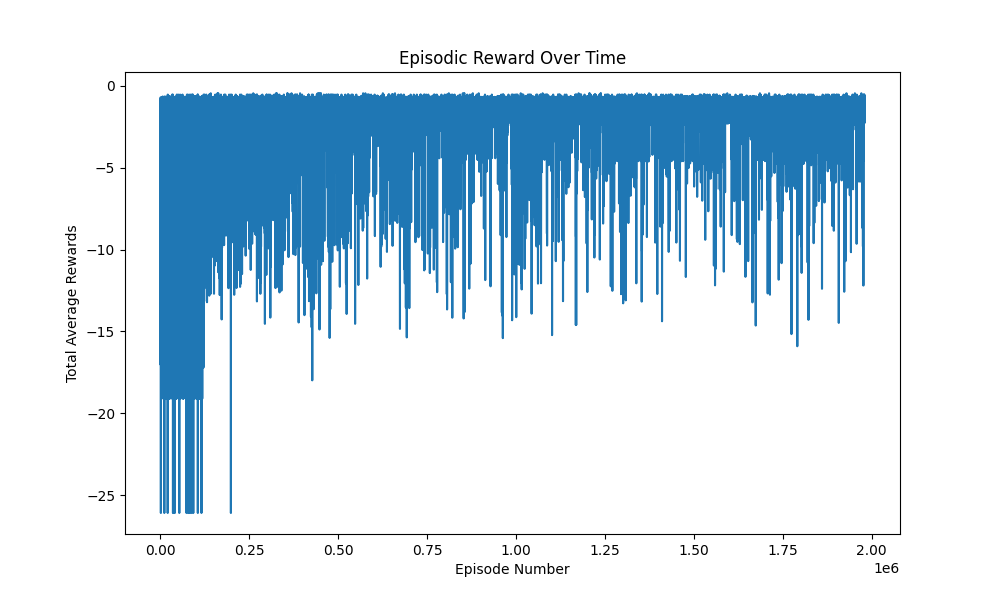 Episodic Reward Over Time
Total Average Rewards
0
−5
−10
−15
−20
−25
0.00 0.25 0.50 0.75 1.00 1.25 1.50 1.75 2.00
1e6
Episode Number